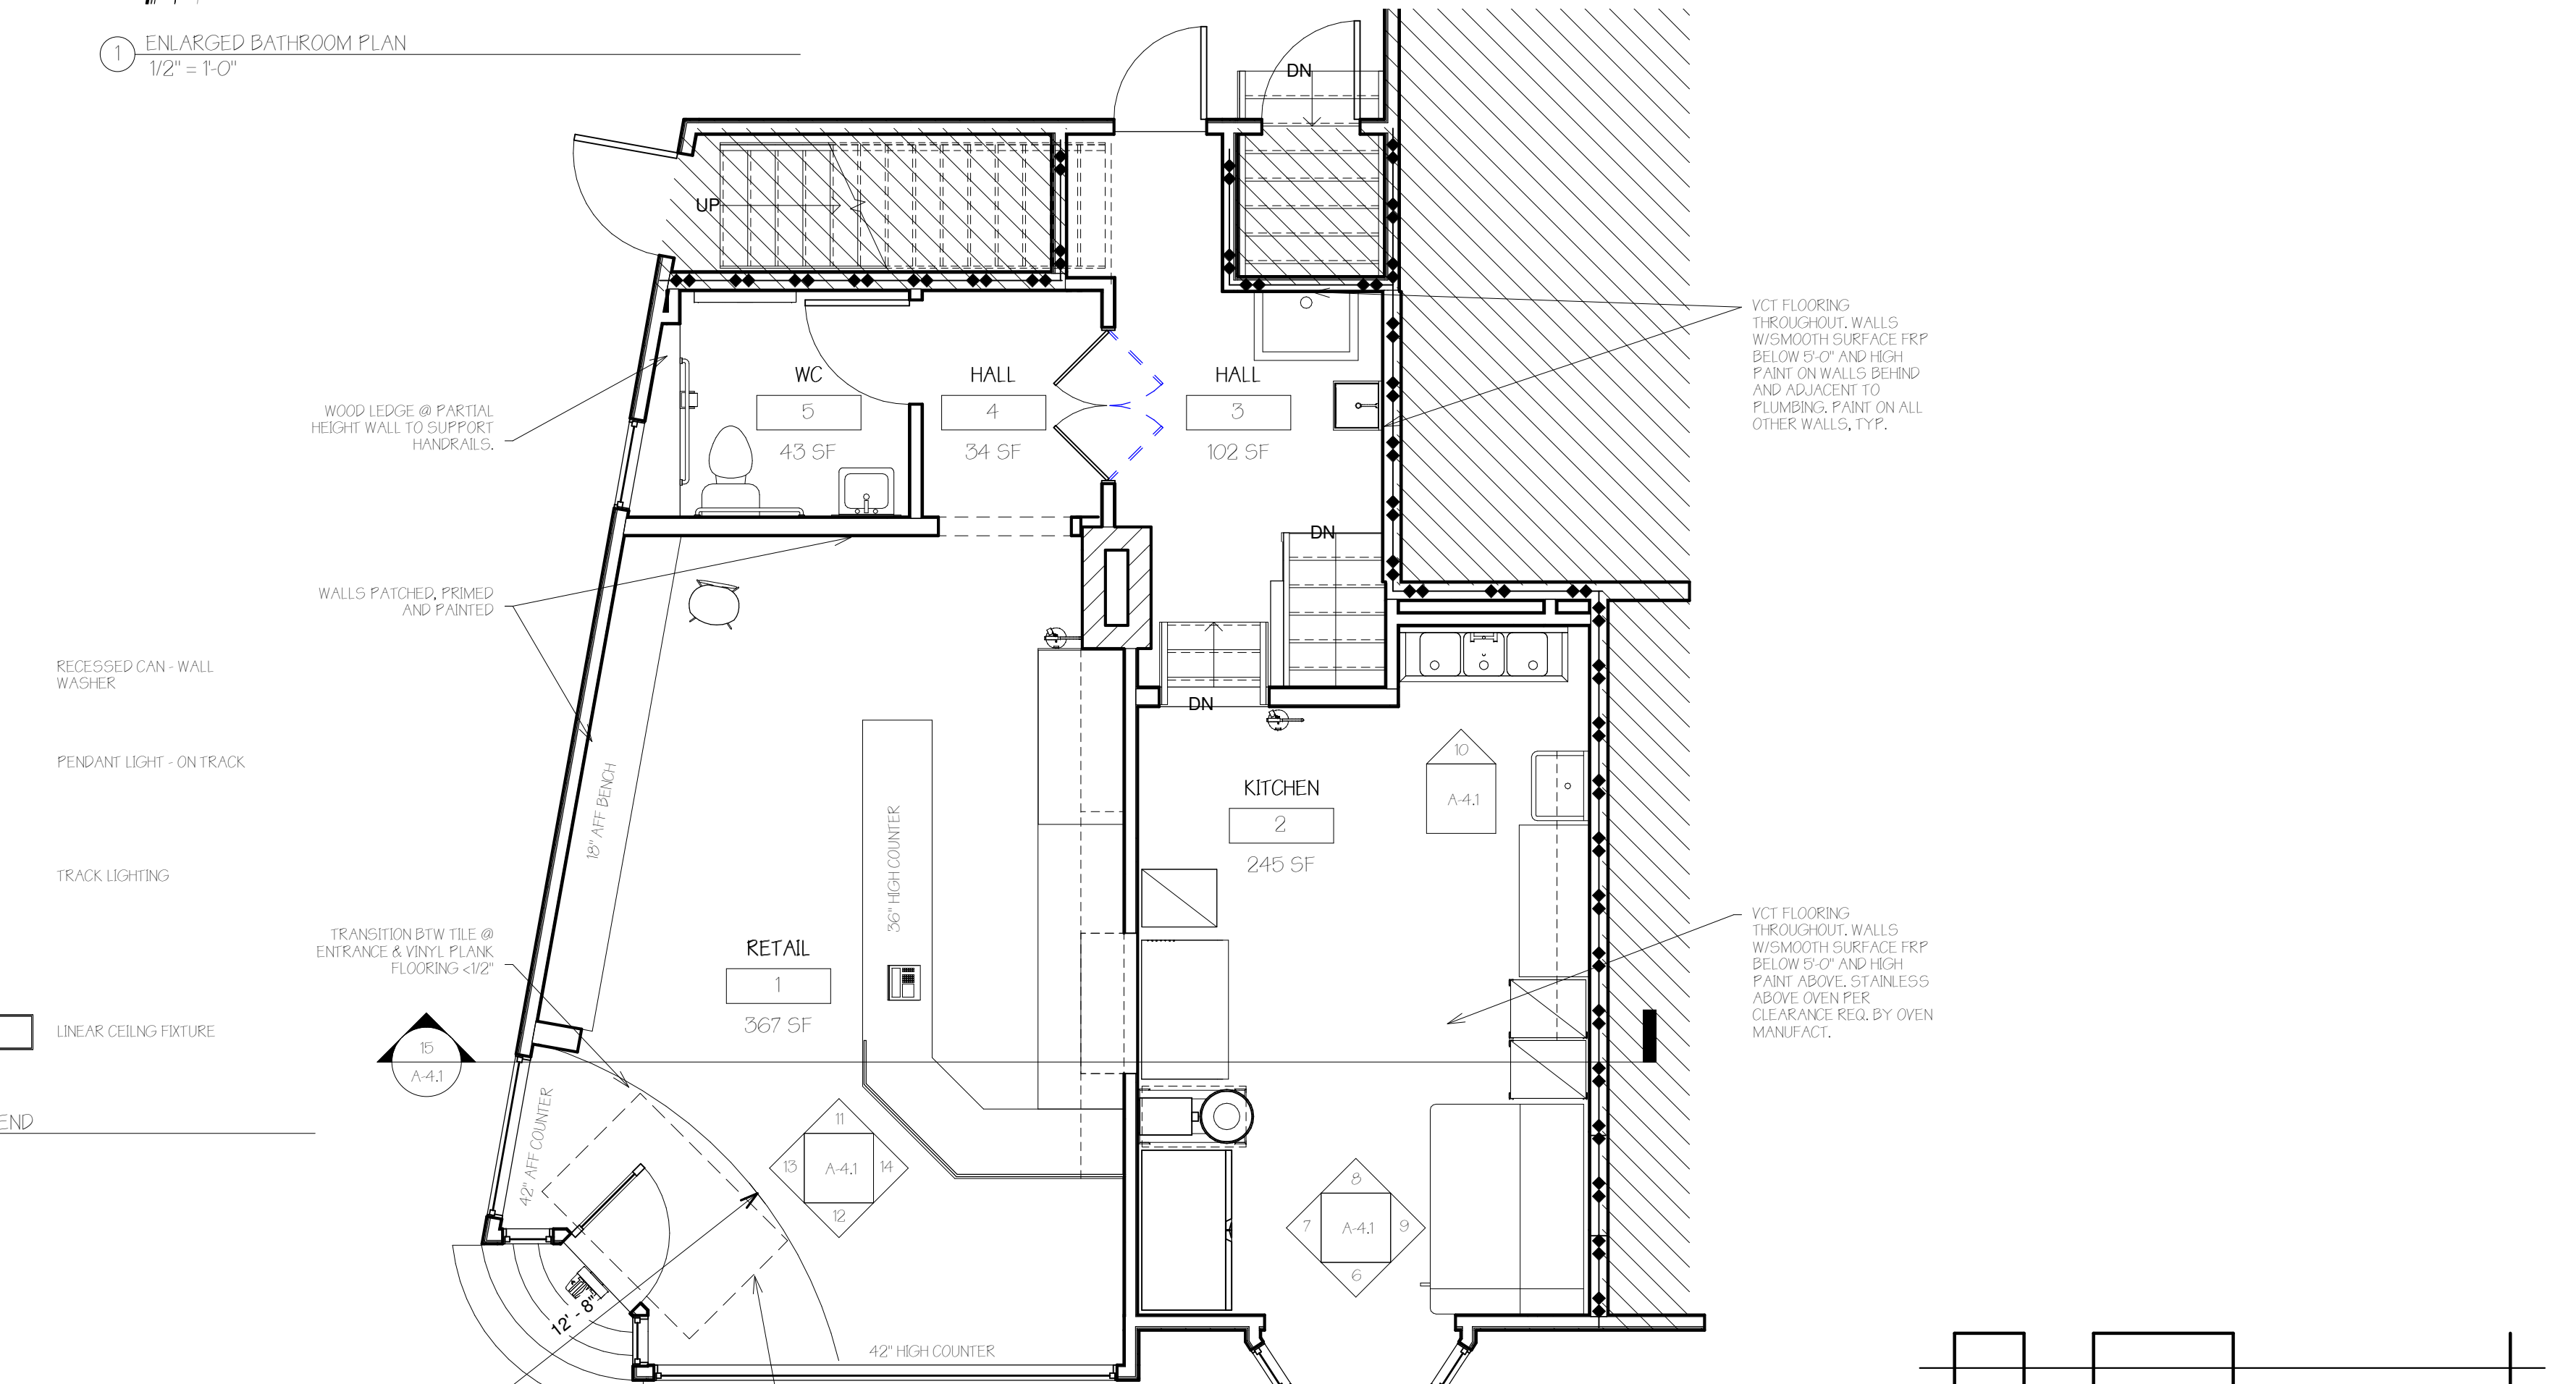 1
ENLARGED BATHROOM PLAN
1/2" = 1'-0"
DN
UP
VCT FLOORING
THROUGHOUT. WALLS
W/SMOOTH SURFACE FRP
BELOW 5'-0" AND HIGH
PAINT ON WALLS BEHIND
AND ADJACENT TO
PLUMBING. PAINT ON ALL
OTHER WALLS, TYP.
WC
5
43 SF
HALL
4
34 SF
HALL
3
102 SF
WOOD LEDGE @ PARTIAL
HEIGHT WALL TO SUPPORT
HANDRAILS.
DN
WALLS PATCHED, PRIMED
AND PAINTED
RECESSED CAN - WALL
WASHER
DN
PENDANT LIGHT - ON TRACK
10
A-4.1
KITCHEN
2
245 SF
18" AFF BENCH
36" HIGH COUNTER
TRACK LIGHTING
TRANSITION BTW TILE @
ENTRANCE & VINYL PLANK
FLOORING <1/2"
RETAIL
1
367 SF
VCT FLOORING
THROUGHOUT. WALLS
W/SMOOTH SURFACE FRP
BELOW 5'-0" AND HIGH
PAINT ABOVE. STAINLESS
ABOVE OVEN PER
CLEARANCE REQ. BY OVEN
MANUFACT.
LINEAR CEILNG FIXTURE
15
A-4.1
END
42" AFF COUNTER
11
13
A-4.1
14
12
8
7
A-4.1
9
6
12' - 8"
42" HIGH COUNTER